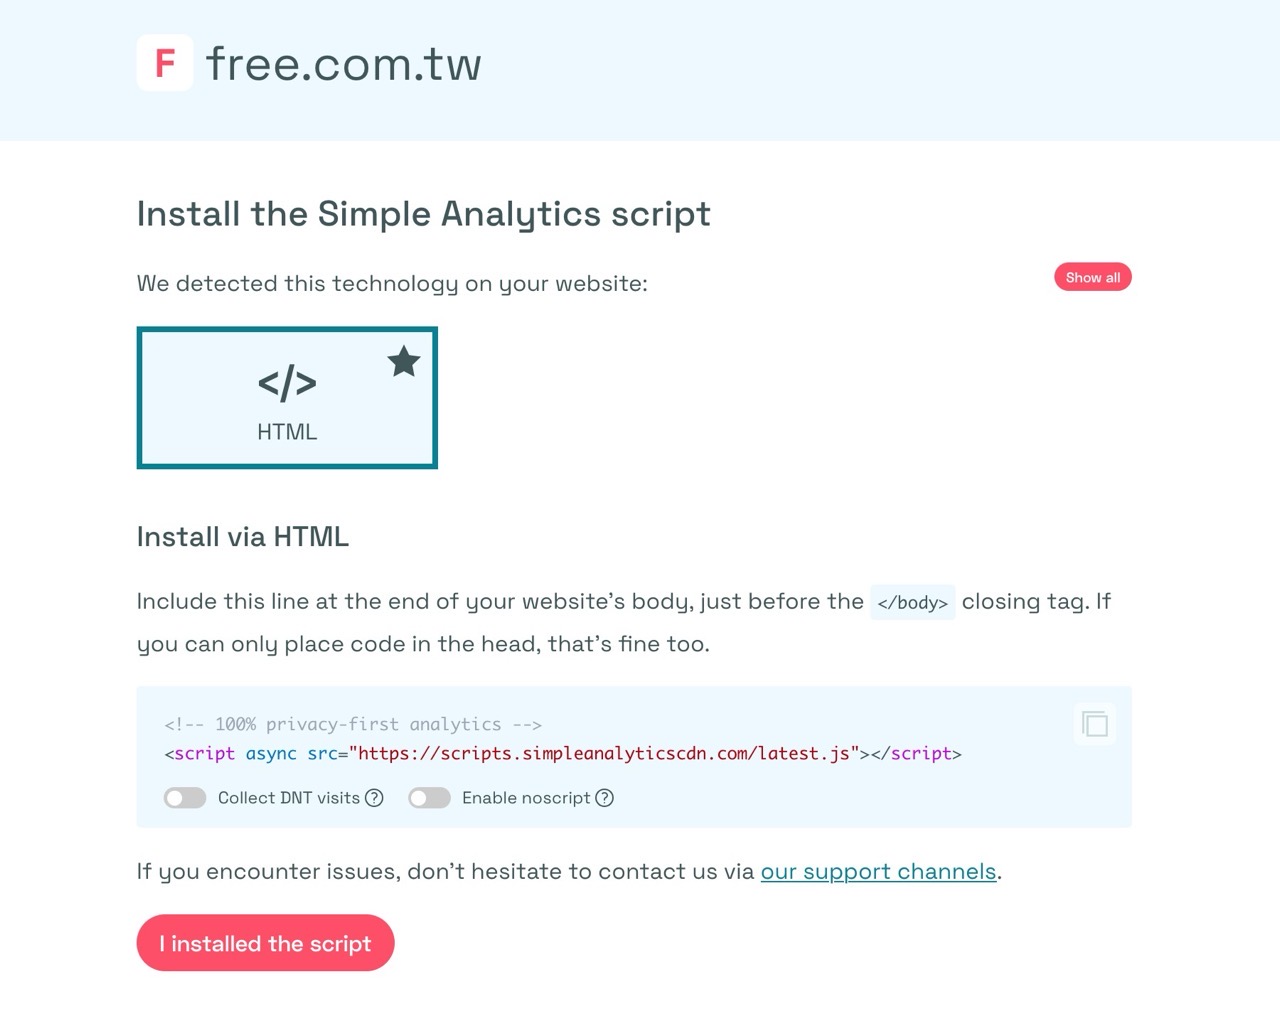 F free.com.tw
Install the Simple Analytics script
We detected this technology on your website:
Show all
</>
HTML
Install via HTML
Include this line at the end of your website's body, just before the </body> closing tag. If
you can only place code in the head, that's fine too.
<!-- 100% privacy-first analytics -->
<script async src="https://scripts.simpleanalyticscdn.com/latest.js"></script>
Collect DNT visits ? Enable noscript ?
If you encounter issues, don't hesitate to contact us via our support channels.
I installed the script